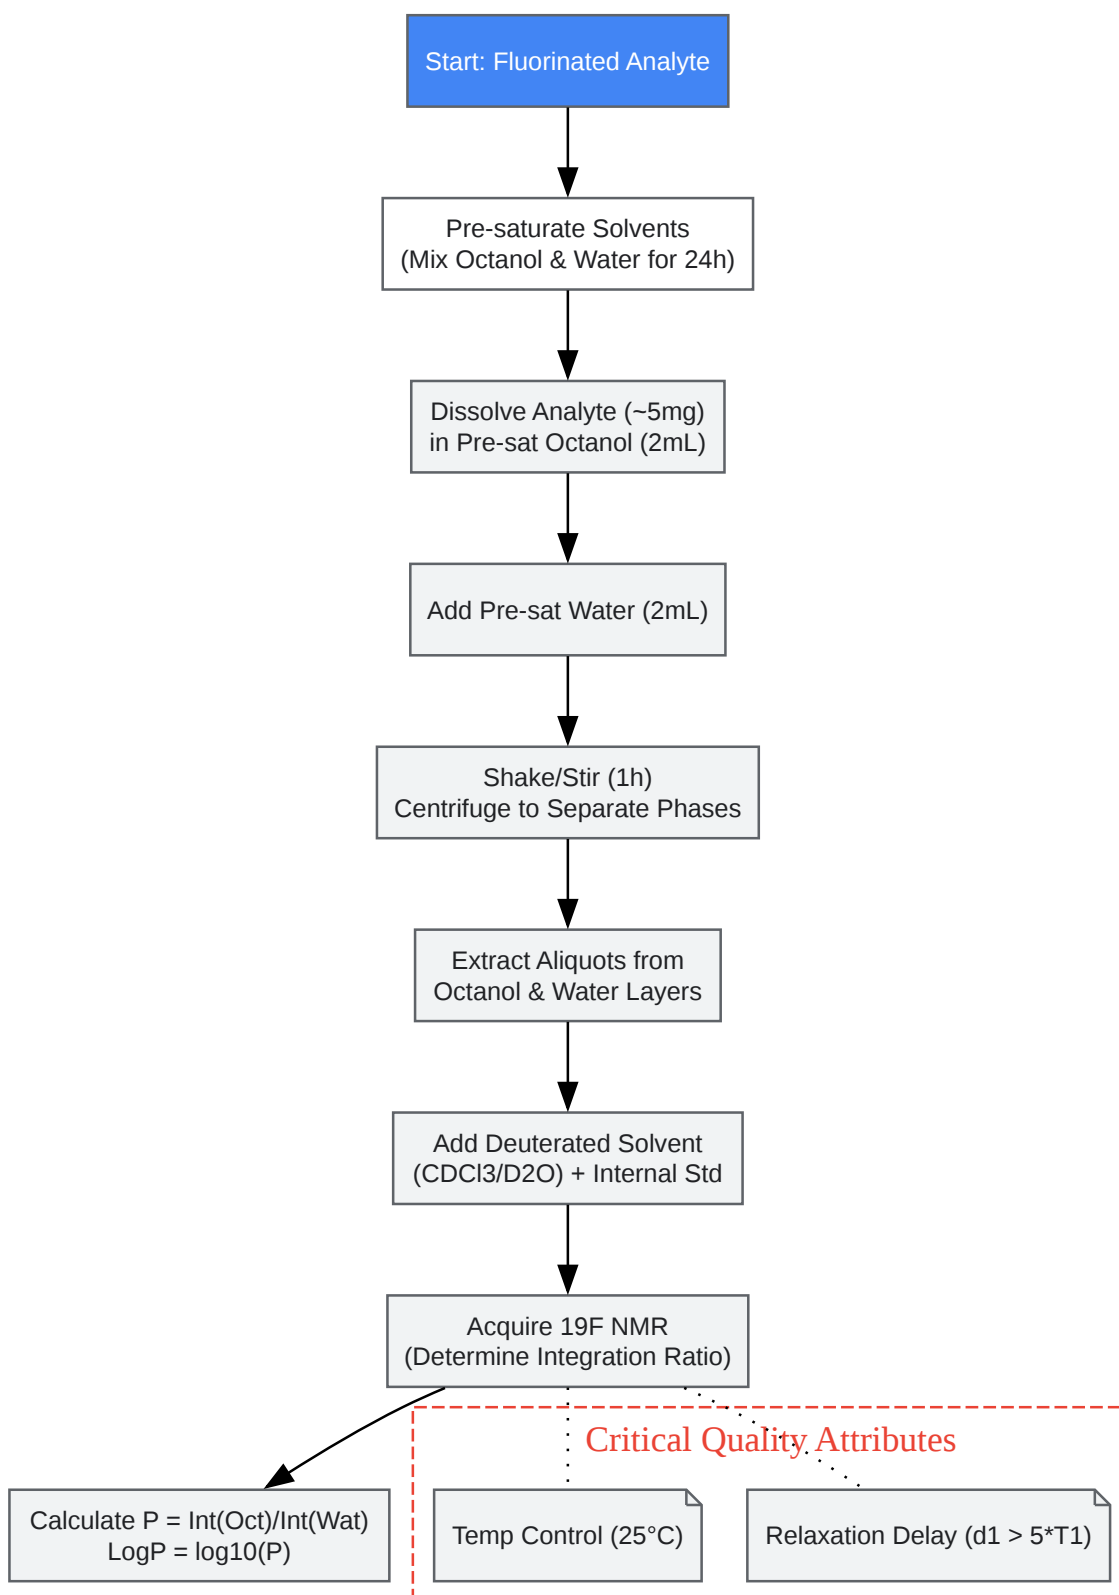 Start: Fluorinated Analyte
Pre-saturate Solvents
(Mix Octanol & Water for 24h)
Dissolve Analyte (~5mg)
in Pre-sat Octanol (2mL)
Add Pre-sat Water (2mL)
Shake/Stir (1h)
Centrifuge to Separate Phases
Extract Aliquots from
Octanol & Water Layers
Add Deuterated Solvent
(CDCl3/D2O) + Internal Std
Acquire 19F NMR
(Determine Integration Ratio)
Critical Quality Attributes
Calculate P = Int(Oct)/Int(Wat)
LogP = log10(P)
Temp Control (25°C)
Relaxation Delay (d1 > 5*T1)